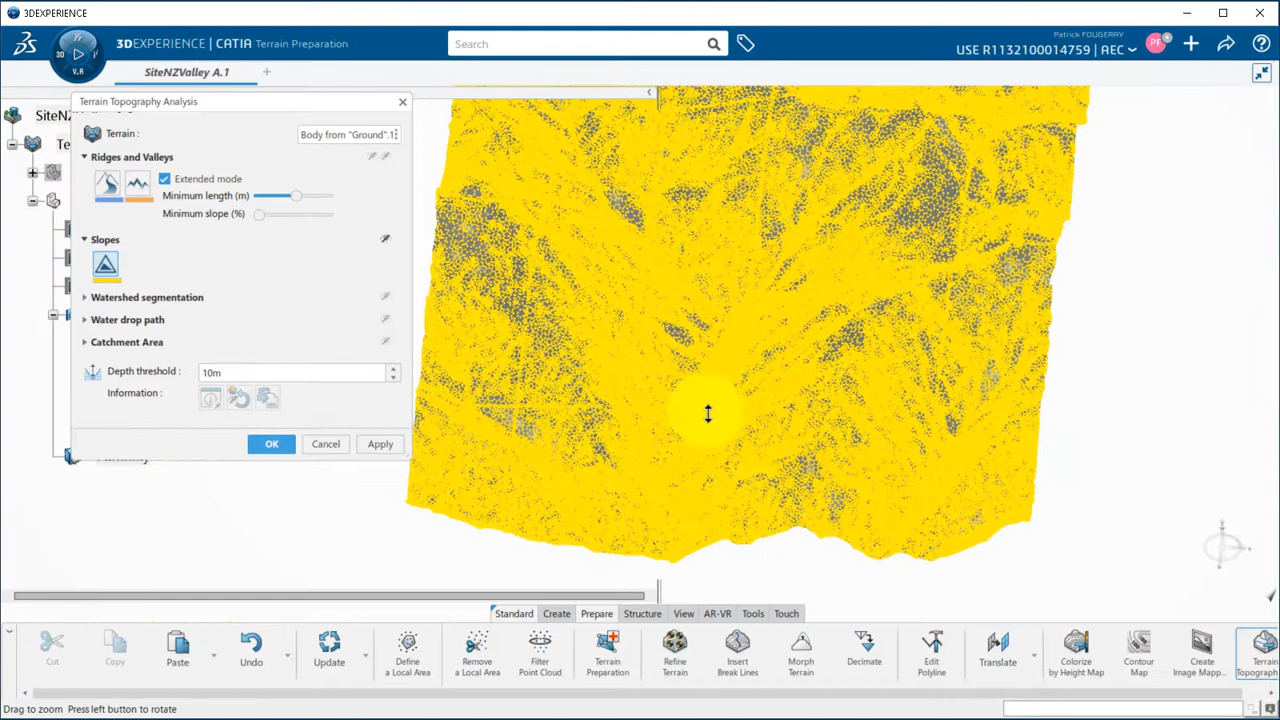 3DEXPERIENCE
3DEXPERIENCE | CATIA Terrain Preparation
Search
Patrick FOUGERRY
USE R1132100014759 | AEC
PF
3D
V.R
SiteNZValley A.1
SiteNZ
Te
Terrain Topography Analysis
Terrain :
Body from "Ground".1
Ridges and Valleys
Extended mode
Minimum length (m)
Minimum slope (%)
Slopes
Watershed segmentation
Water drop path
Catchment Area
Depth threshold :
10m
Information :
OK
Cancel
Apply
Standard
Create
Prepare
Structure
View
AR-VR
Tools
Touch
Cut
Copy
Paste
Undo
Update
Define
a Local Area
Remove
a Local Area
Filter
Point Cloud
Terrain
Preparation
Refine
Terrain
Insert
Break Lines
Morph
Terrain
Decimate
Edit
Polyline
Translate
Colorize
by Height Map
Contour
Map
Create
Image Mapp...
Terrain
Topograph
Drag to zoom Press left button to rotate